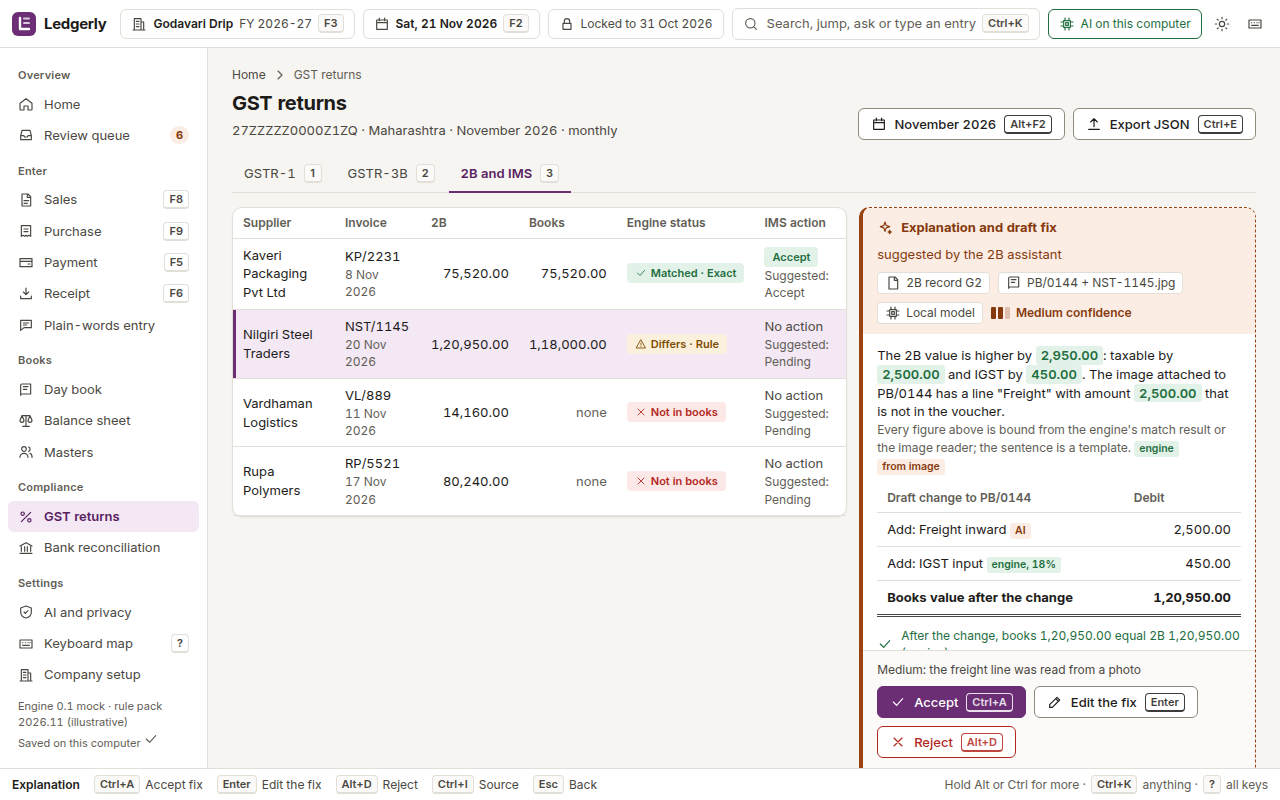 Ledgerly
Godavari Drip FY 2026-27 F3
Sat, 21 Nov 2026 F2
Locked to 31 Oct 2026
Search, jump, ask or type an entry Ctrl+K
AI on this computer
Overview
Home
Review queue 6
Enter
Sales F8
Purchase F9
Payment F5
Receipt F6
Plain-words entry
Books
Day book
Balance sheet
Masters
Compliance
GST returns
Bank reconciliation
Settings
AI and privacy
Keyboard map ?
Company setup
Engine 0.1 mock · rule pack
2026.11 (illustrative)
Saved on this computer
Home > GST returns
GST returns
27ZZZZZ0000Z1ZQ · Maharashtra · November 2026 · monthly
November 2026 Alt+F2
Export JSON Ctrl+E
GSTR-1 1
GSTR-3B 2
2B and IMS 3
Supplier Invoice 2B Books Engine status IMS action
Kaveri Packaging Pvt Ltd KP/2231 8 Nov 2026 75,520.00 75,520.00 Matched · Exact Accept Suggested: Accept
Nilgiri Steel Traders NST/1145 20 Nov 2026 1,20,950.00 1,18,000.00 Differs · Rule No action Suggested: Pending
Vardhaman Logistics VL/889 11 Nov 2026 14,160.00 none Not in books No action Suggested: Pending
Rupa Polymers RP/5521 17 Nov 2026 80,240.00 none Not in books No action Suggested: Pending
Explanation and draft fix
suggested by the 2B assistant
2B record G2
PB/0144 + NST-1145.jpg
Local model
Medium confidence
The 2B value is higher by 2,950.00 : taxable by
2,500.00 and IGST by 450.00 . The image attached to
PB/0144 has a line "Freight" with amount 2,500.00 that
is not in the voucher.
Every figure above is bound from the engine's match result or
the image reader; the sentence is a template. engine
from image
Draft change to PB/0144 Debit
Add: Freight inward AI 2,500.00
Add: IGST input engine, 18% 450.00
Books value after the change 1,20,950.00
After the change, books 1,20,950.00 equal 2B 1,20,950.00
Medium: the freight line was read from a photo
Accept Ctrl+A
Edit the fix Enter
Reject Alt+D
Explanation Ctrl+A Accept fix Enter Edit the fix Alt+D Reject Ctrl+I Source Esc Back
Hold Alt or Ctrl for more · Ctrl+K anything · ? all keys